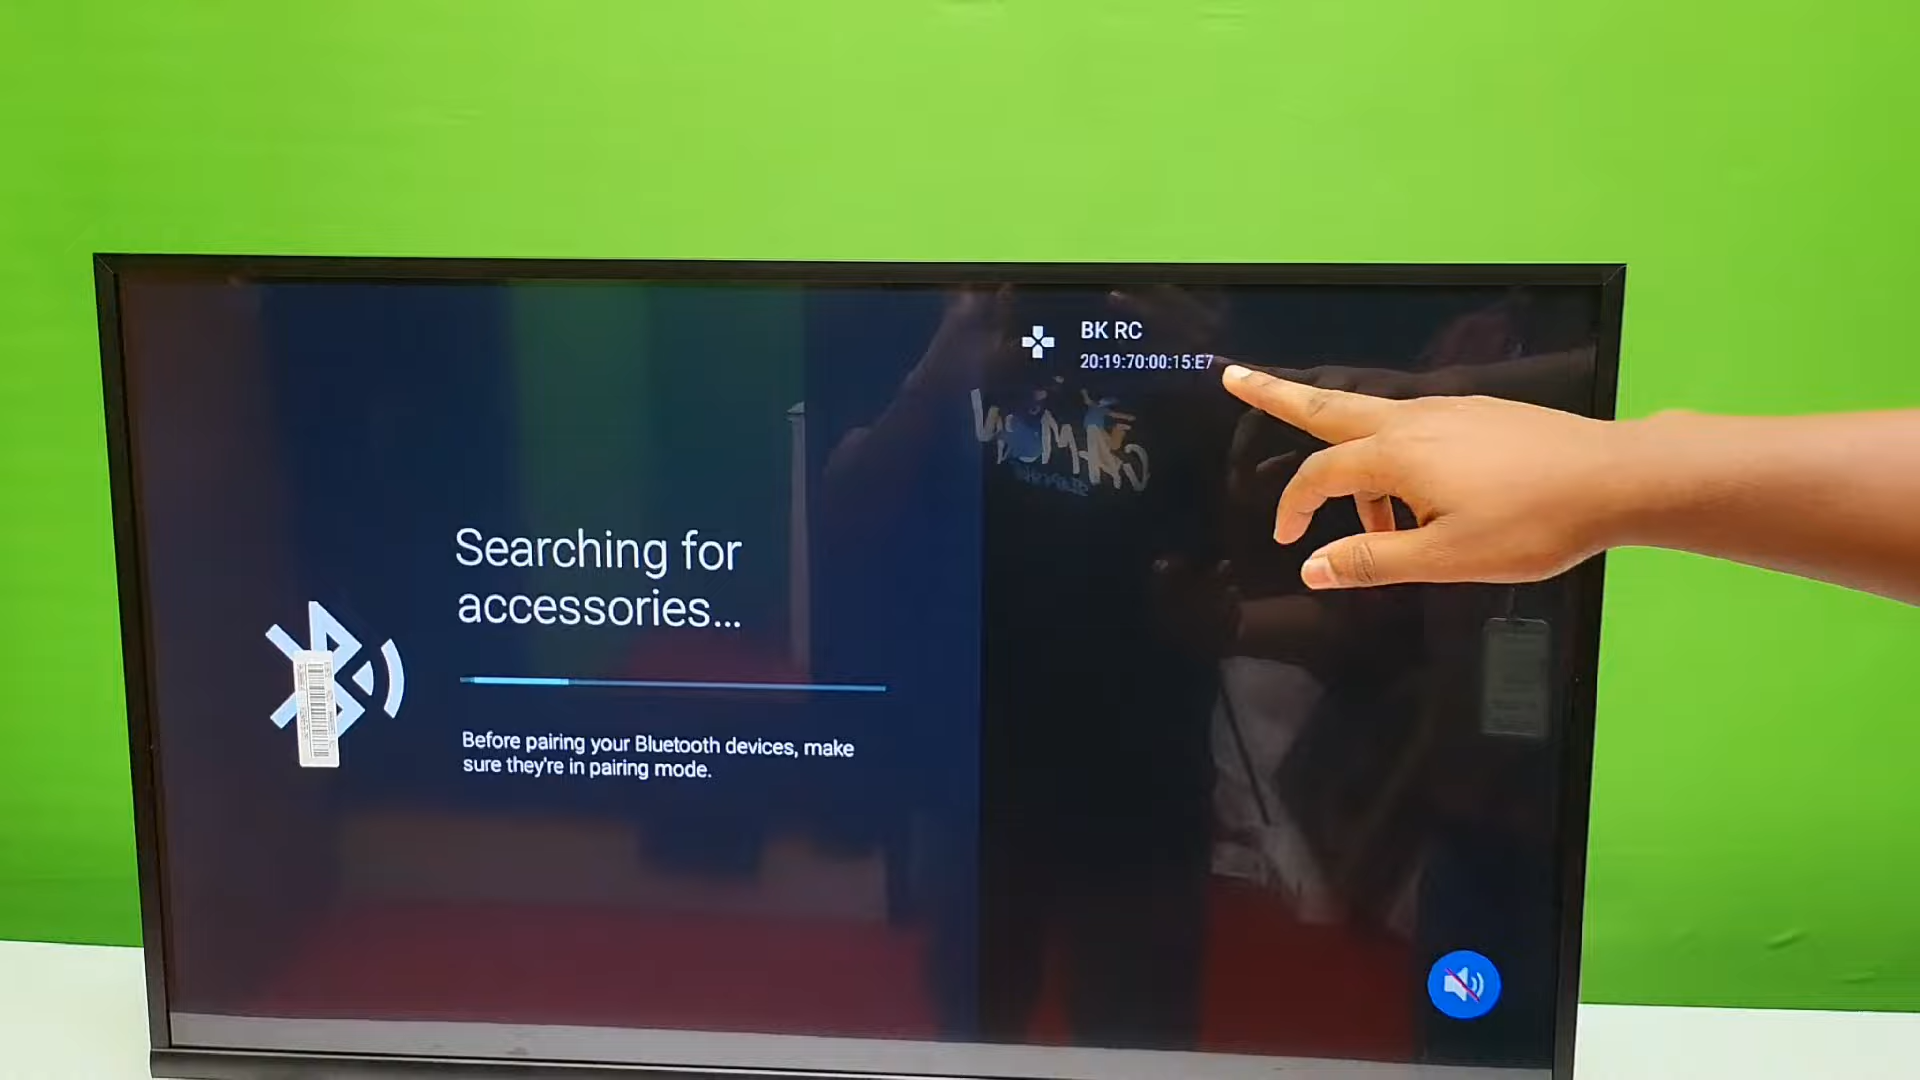 BK RC
20:19:70:00:15:E7
Searching for
accessories...
Before pairing your Bluetooth devices, make
sure they're in pairing mode.